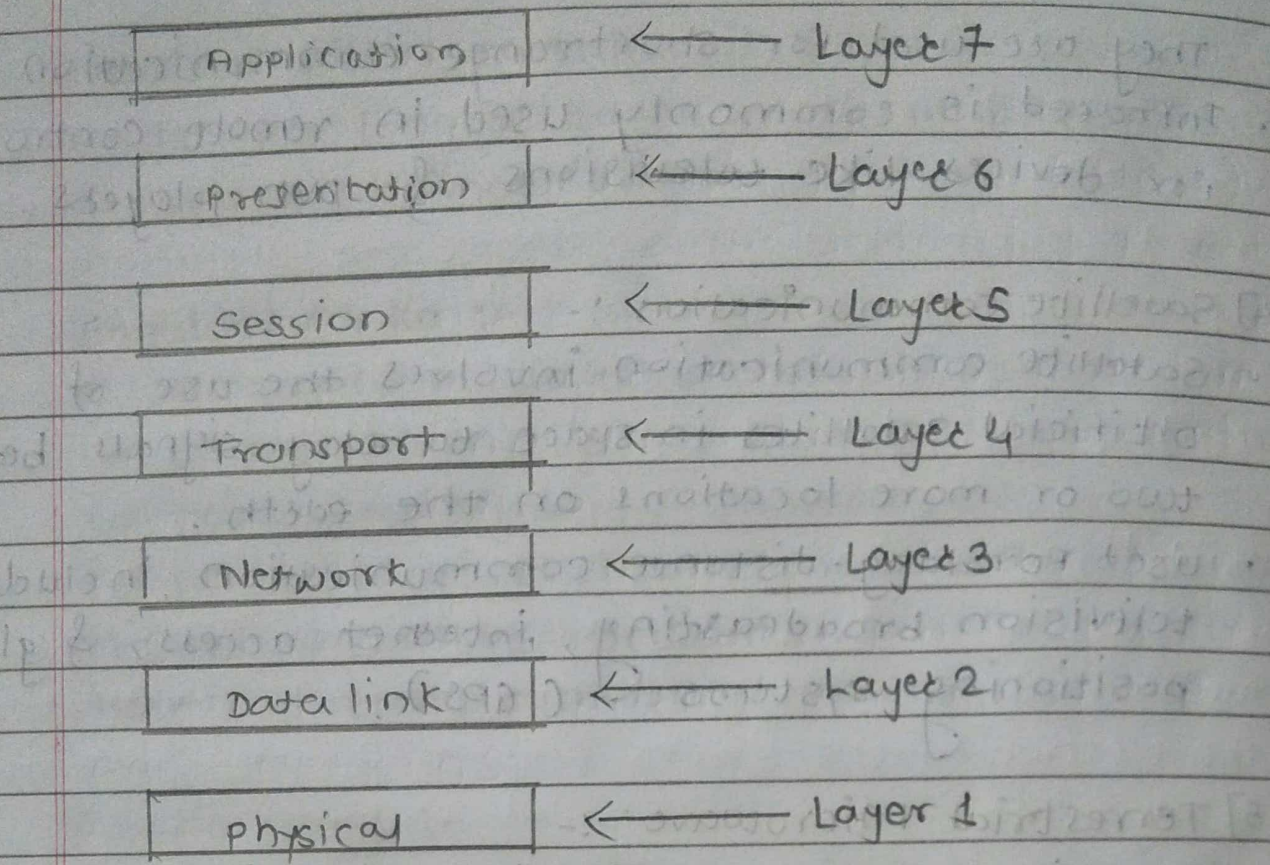 Application ← Layer 7
Presentation ← Layer 6
Session ← Layer 5
Transport ← Layer 4
Network ← Layer 3
Data link ← Layer 2
Physical ← Layer 1